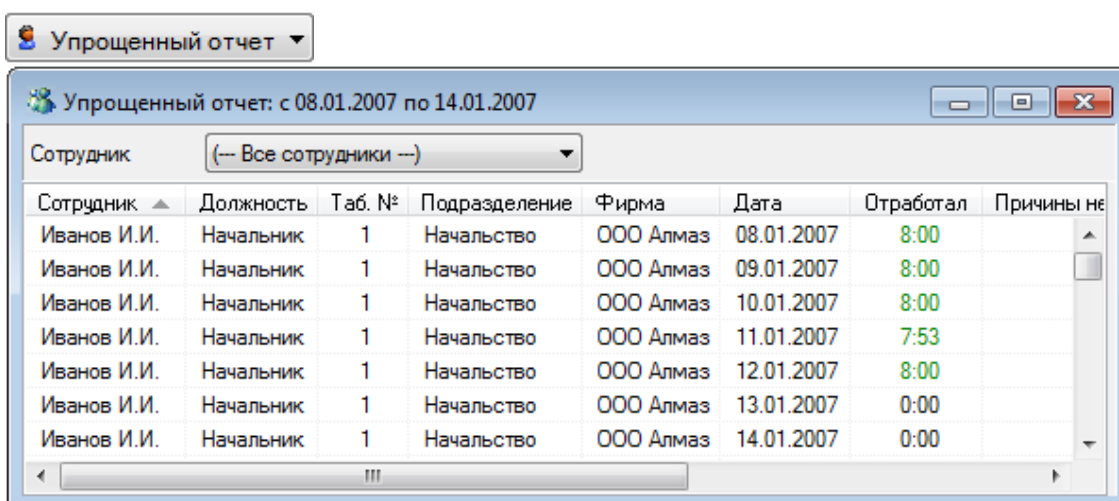 Упрощенный отчет
Упрощенный отчет: с 08.01.2007 по 14.01.2007
Сотрудник (--- Все сотрудники ---)
Сотрудник Должность Таб. № Подразделение Фирма Дата Отработал Причины не
Иванов И.И. Начальник 1 Начальство ООО Алмаз 08.01.2007 8:00
Иванов И.И. Начальник 1 Начальство ООО Алмаз 09.01.2007 8:00
Иванов И.И. Начальник 1 Начальство ООО Алмаз 10.01.2007 8:00
Иванов И.И. Начальник 1 Начальство ООО Алмаз 11.01.2007 7:53
Иванов И.И. Начальник 1 Начальство ООО Алмаз 12.01.2007 8:00
Иванов И.И. Начальник 1 Начальство ООО Алмаз 13.01.2007 0:00
Иванов И.И. Начальник 1 Начальство ООО Алмаз 14.01.2007 0:00